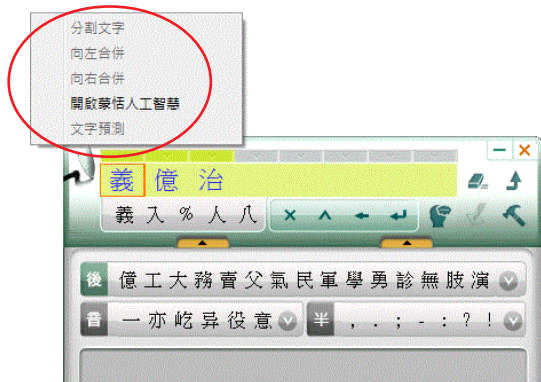 分割文字
向左合併
向右合併
開啟蒙恬人工智慧
文字預測
義億治
義入%人八
後 億工大務賣父氣民軍學勇診無肢演
音 一亦屹异役意 半 , . ; - : ? !